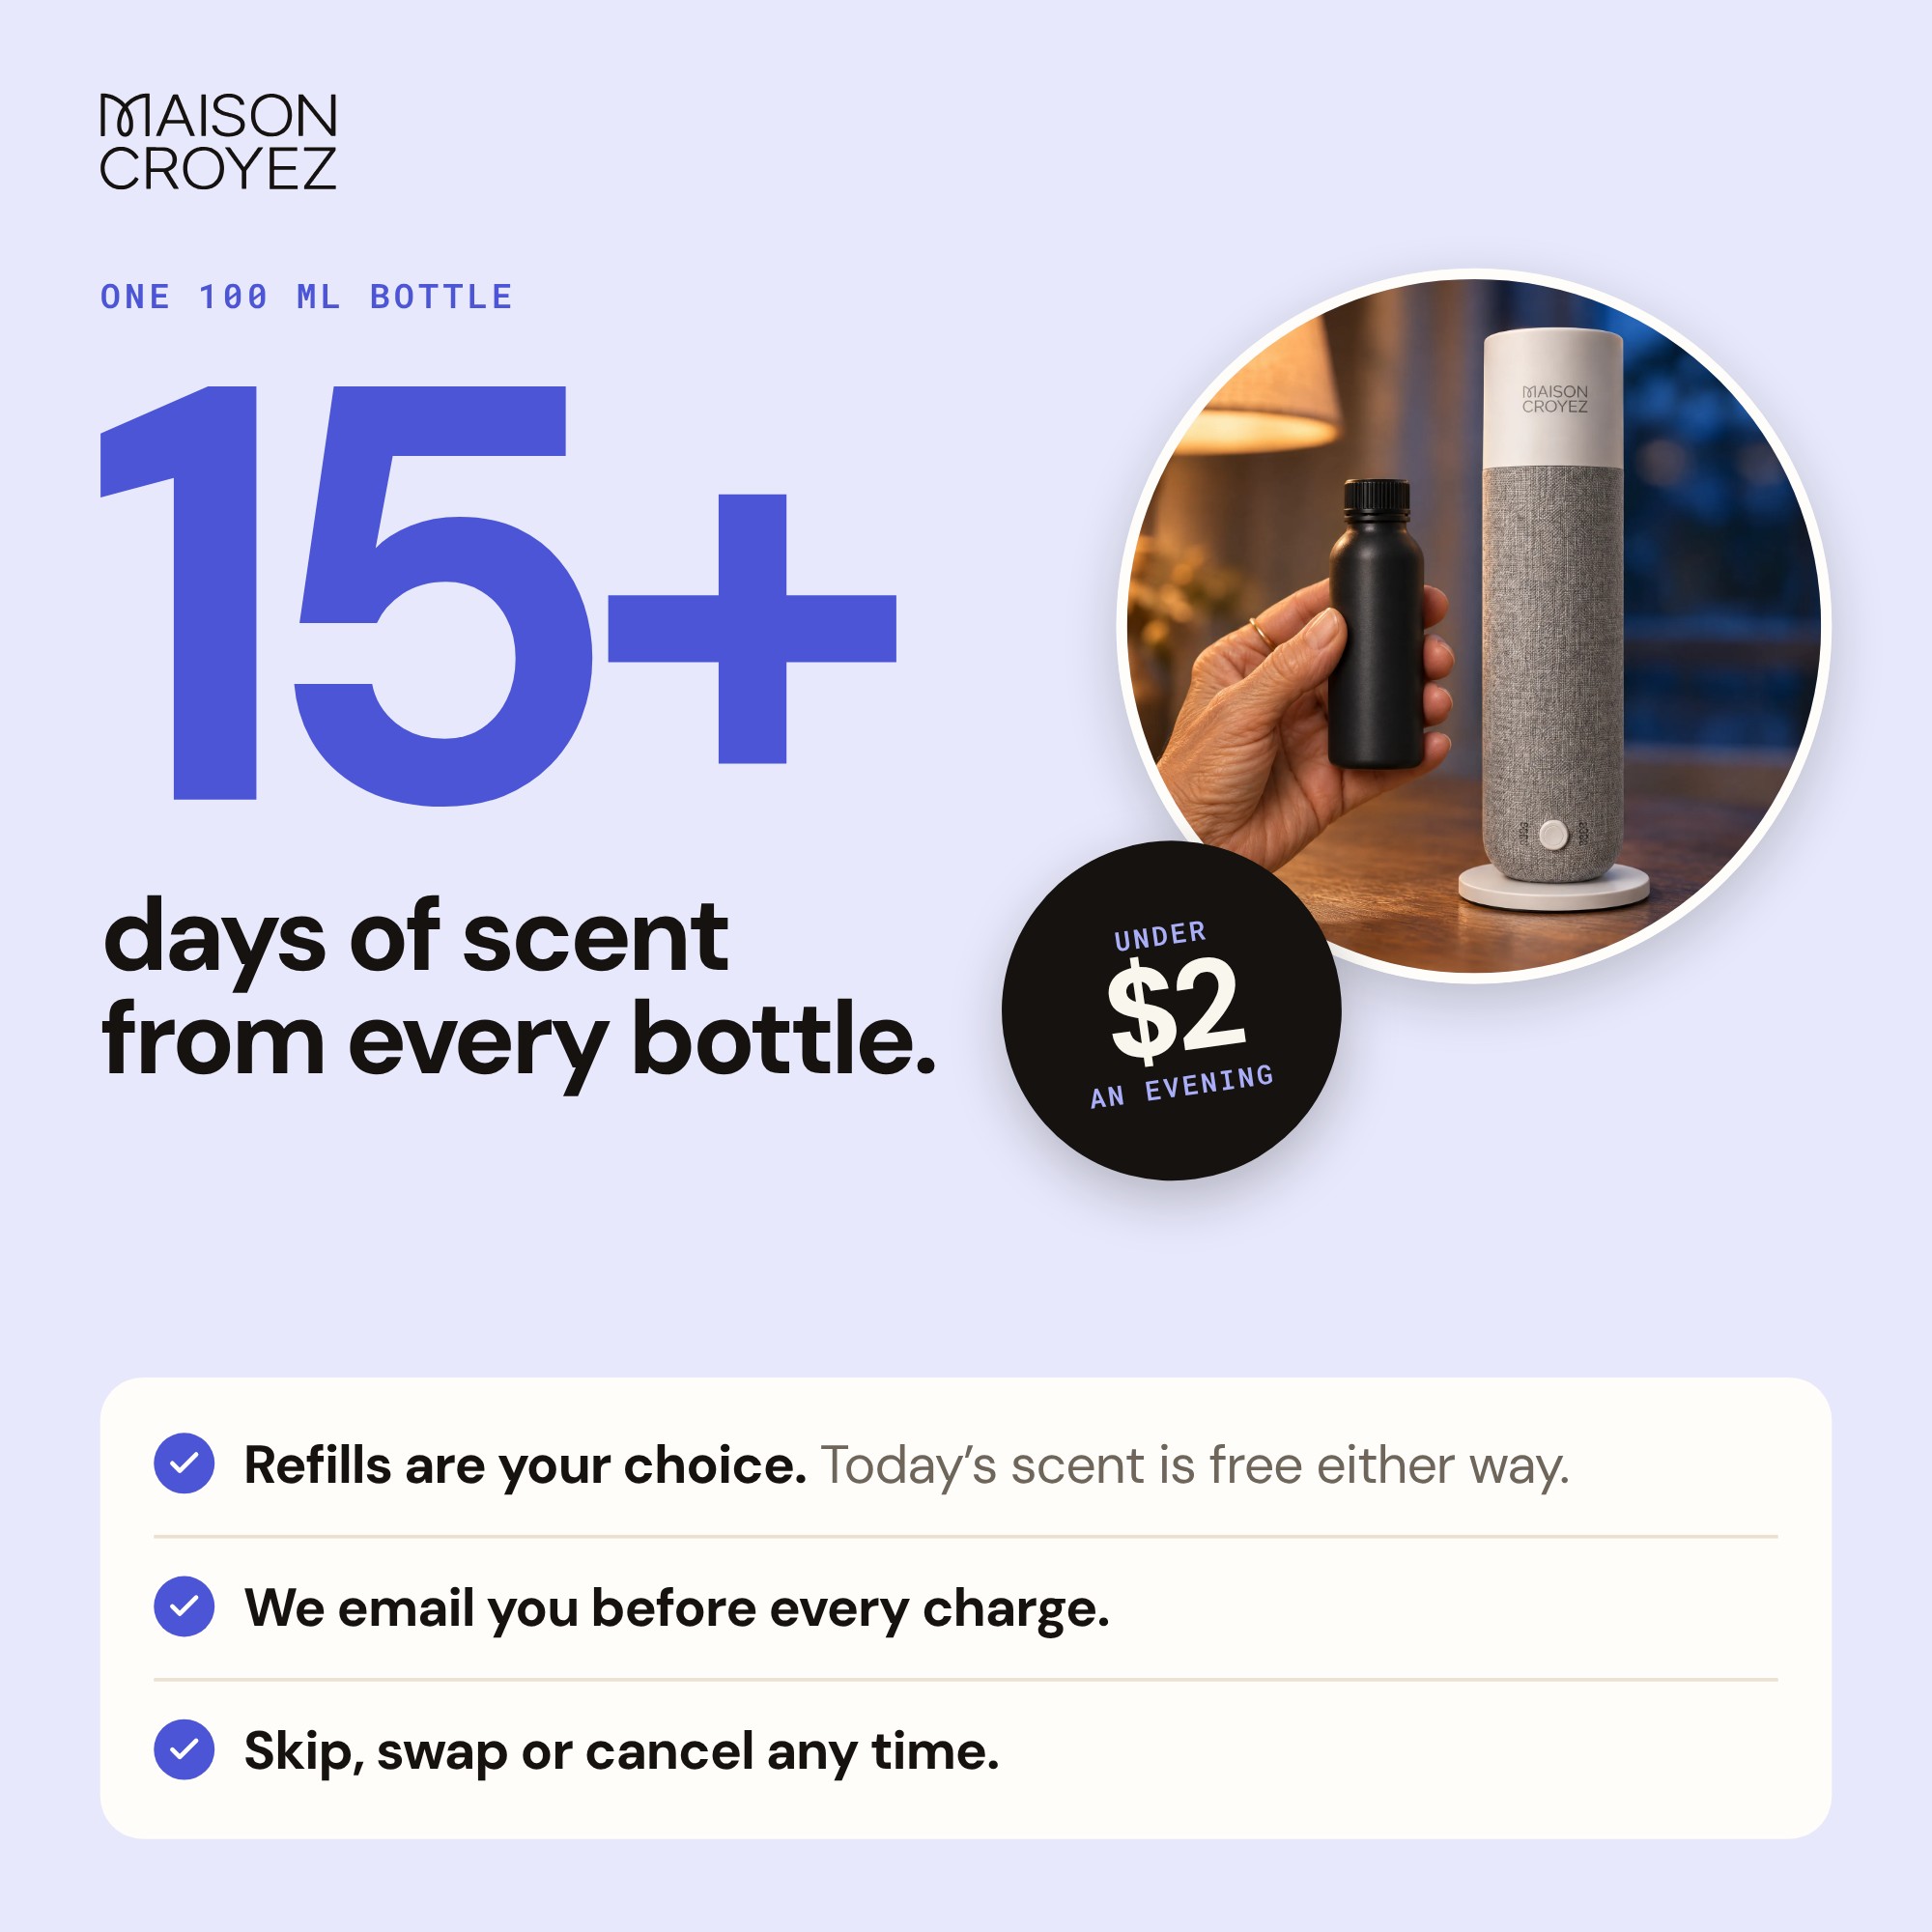 MAISON
CROYEZ
ONE 100 ML BOTTLE
15+
days of scent
from every bottle.
MAISON
CROYEZ
UNDER
$2
AN EVENING
Refills are your choice. Today’s scent is free either way.
We email you before every charge.
Skip, swap or cancel any time.